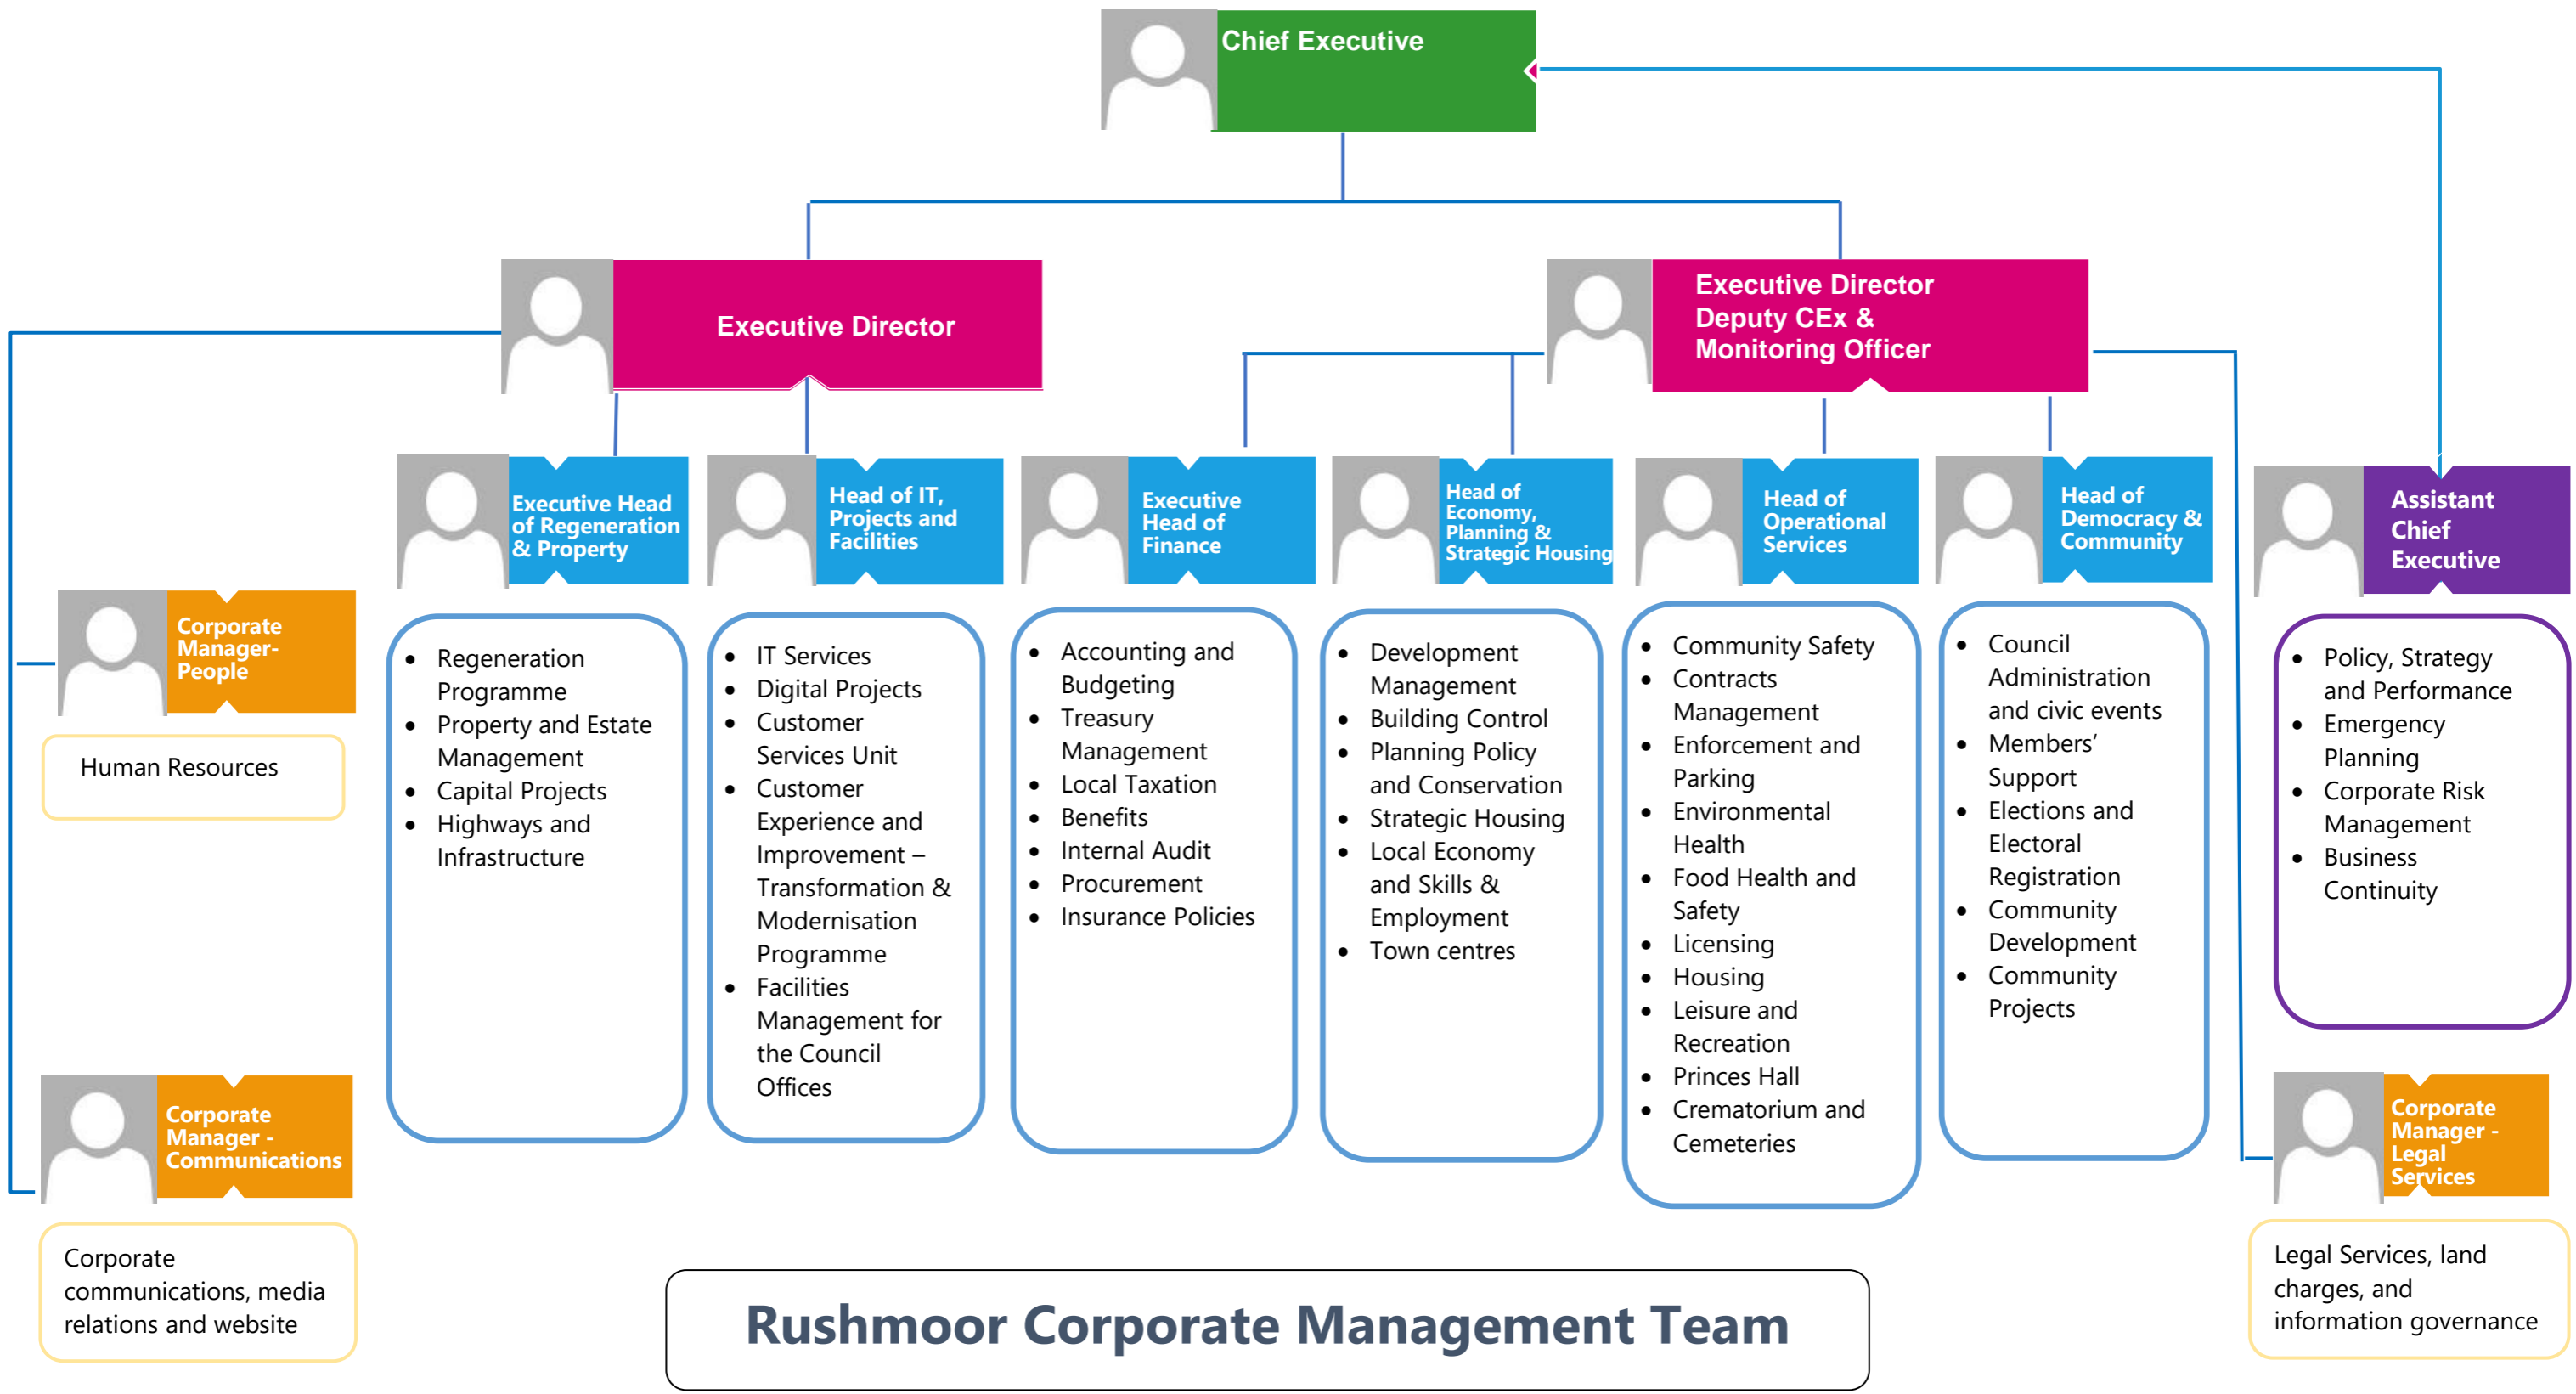 Chief Executive
Executive Director
Executive Director
Deputy CEx &
Monitoring Officer
Executive Head
of Regeneration
& Property
Head of IT,
Projects and
Facilities
Executive
Head of
Finance
Head of
Economy,
Planning &
Strategic Housing
Head of
Operational
Services
Head of
Democracy &
Community
Assistant
Chief
Executive
Corporate
Manager-
People
Human Resources
• Regeneration
Programme
• Property and Estate
Management
• Capital Projects
• Highways and
Infrastructure
• IT Services
• Digital Projects
• Customer
Services Unit
• Customer
Experience and
Improvement –
Transformation &
Modernisation
Programme
• Facilities
Management for
the Council
Offices
• Accounting and
Budgeting
• Treasury
Management
• Local Taxation
• Benefits
• Internal Audit
• Procurement
• Insurance Policies
• Development
Management
• Building Control
• Planning Policy
and Conservation
• Strategic Housing
• Local Economy
and Skills &
Employment
• Town centres
• Community Safety
• Contracts
Management
• Enforcement and
Parking
• Environmental
Health
• Food Health and
Safety
• Licensing
• Housing
• Leisure and
Recreation
• Princes Hall
• Crematorium and
Cemeteries
• Council
Administration
and civic events
• Members’
Support
• Elections and
Electoral
Registration
• Community
Development
• Community
Projects
• Policy, Strategy
and Performance
• Emergency
Planning
• Corporate Risk
Management
• Business
Continuity
Corporate
Manager -
Communications
Corporate
communications, media
relations and website
Corporate
Manager -
Legal
Services
Legal Services, land
charges, and
information governance
Rushmoor Corporate Management Team